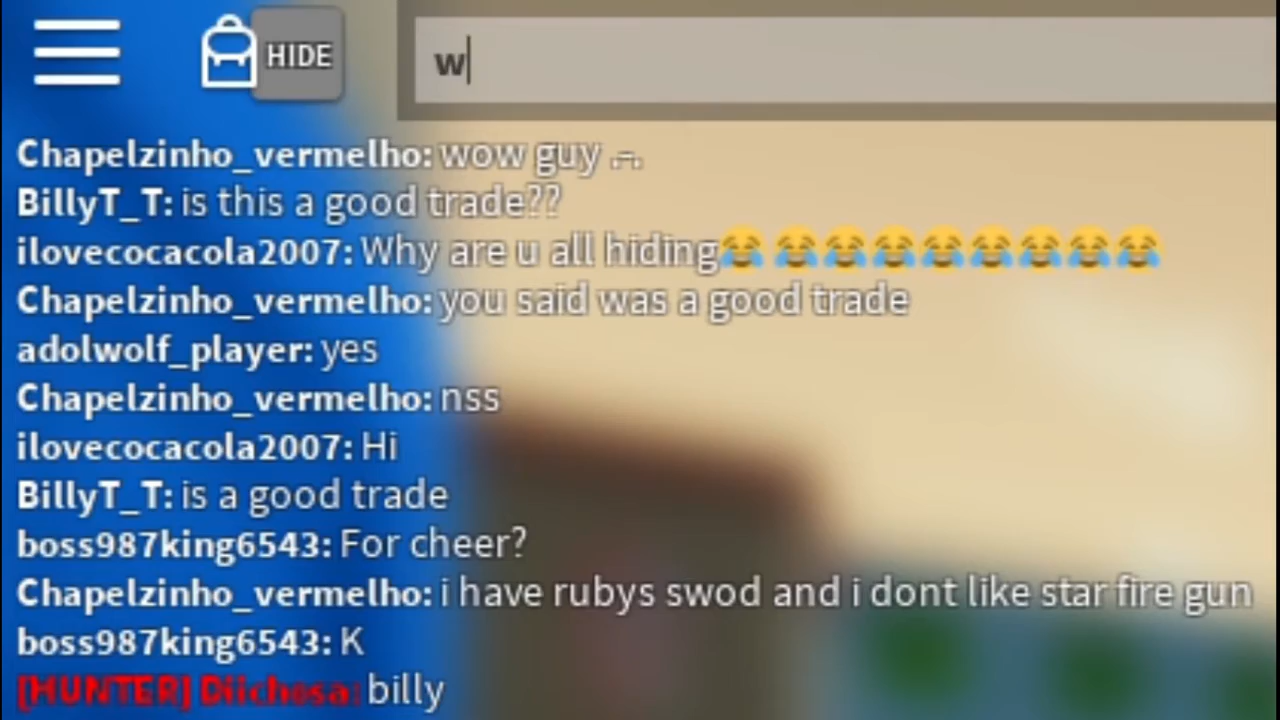 HIDE
w
Chapelzinho_vermelho: wow guy .-.
BillyT_T: is this a good trade??
ilovecocacola2007: Why are u all hiding😂😂😂😂😂😂😂😂😂
Chapelzinho_vermelho: you said was a good trade
adolwolf_player: yes
Chapelzinho_vermelho: nss
ilovecocacola2007: Hi
BillyT_T: is a good trade
boss987king6543: For cheer?
Chapelzinho_vermelho: i have rubys swod and i dont like star fire gun
boss987king6543: K
[HUNTER] Diichosa: billy